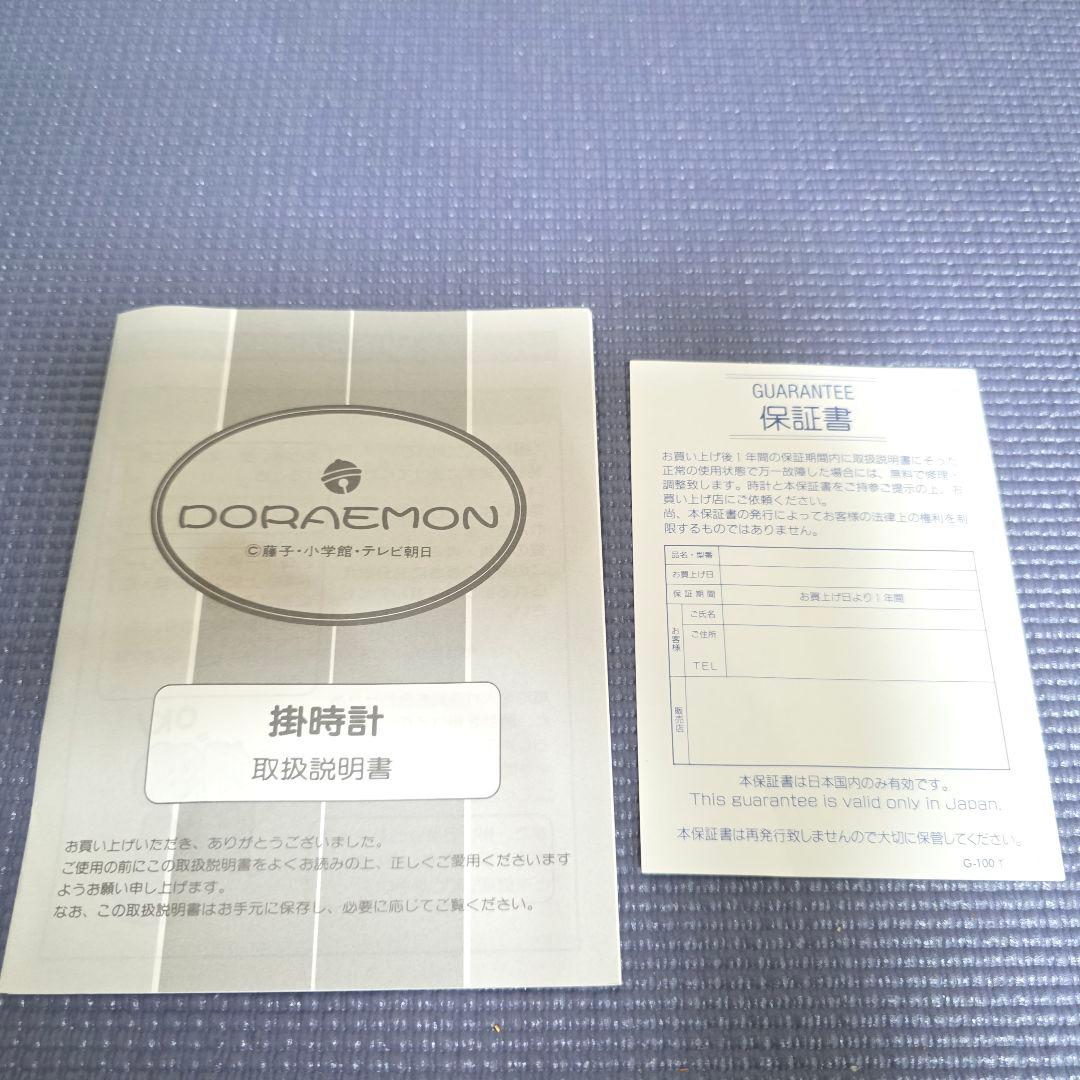 DORAEMON
©藤子・小学館・テレビ朝日
掛時計
取扱説明書
お買い上げいただき、ありがとうございました。
ご使用の前にこの取扱説明書をよくお読みの上、正しくご愛用くださいます
ようお願い申し上げます。
なお、この取扱説明書はお手元に保存し、必要に応じてご覧ください。
GUARANTEE
保証書
お買い上げ後1年間の保証期間内に取扱説明書にそった
正常の使用状態で万一故障した場合には、無料で修理・
調整致します。時計と本保証書をご持参ご提示の上、お
買い上げ店にご依頼ください。
尚、本保証書の発行によってお客様の法律上の権利を制
限するものではありません。
品名・型番
お買上げ日
保証期間 お買上げ日より1年間
お客様
ご氏名
ご住所
TEL
販売店
本保証書は日本国内のみ有効です。
This guarantee is valid only in Japan.
本保証書は再発行致しませんので大切に保管してください。
G-100 T